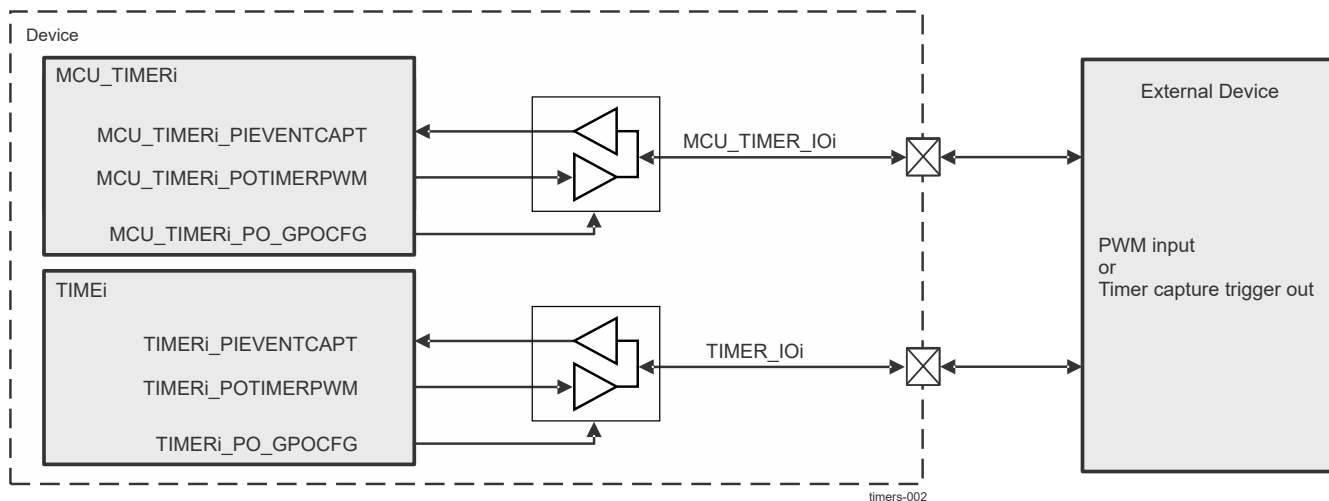 Device
MCU_TIMERi
MCU_TIMERi_PIEVENTCAPT
MCU_TIMERi_POTIMERPWM
MCU_TIMERi_PO_GPOCFG
MCU_TIMER_IOi
TIMEi
TIMERi_PIEVENTCAPT
TIMERi_POTIMERPWM
TIMERi_PO_GPOCFG
TIMER_IOi
External Device
PWM input
or
Timer capture trigger out
timers-002